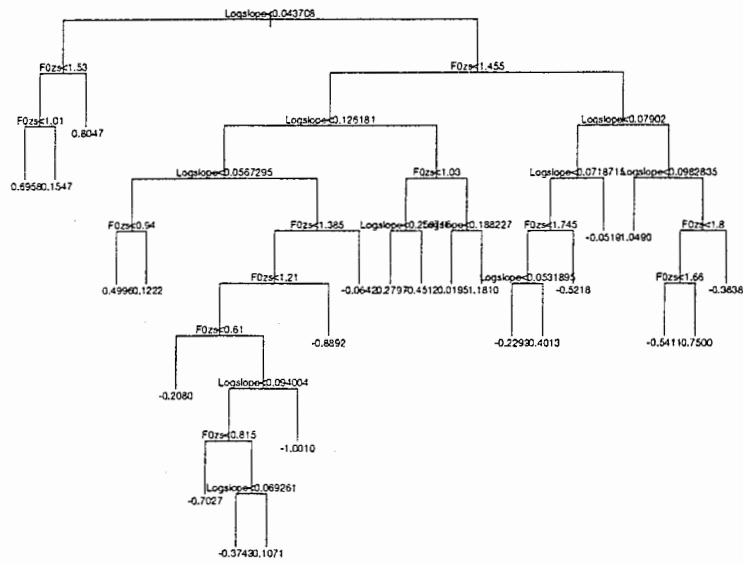 Logslope<0.043708
F0zs<1.53 F0zs<1.455
F0zs<1.01 0.8047 Logslope<0.126181 Logslope<0.07902
0.6958 0.1547 Logslope<0.0567295 F0zs<1.03 Logslope<0.0718715 Logslope<0.0982835
F0zs<0.94 F0zs<1.385 Logslope<0.188227 F0zs<1.745 -0.0519 1.0490 F0zs<1.8
0.4996 0.1222 F0zs<1.21 -0.0642 0.2797 0.4512 0.0195 1.1810 Logslope<0.0531895 -0.5218 F0zs<1.66 -0.3638
F0zs<0.61 -0.8892 -0.2293 0.4013 -0.5411 0.7500
-0.2080 Logslope<0.094004
F0zs<0.815 -1.0010
-0.7027 Logslope<0.069261
-0.3743 0.1071